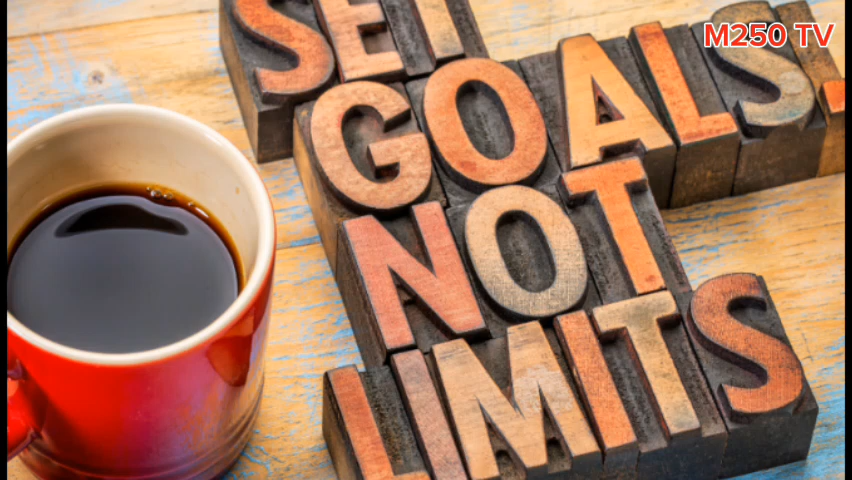 M250 TV
SET
GOALS,
NOT
LIMITS